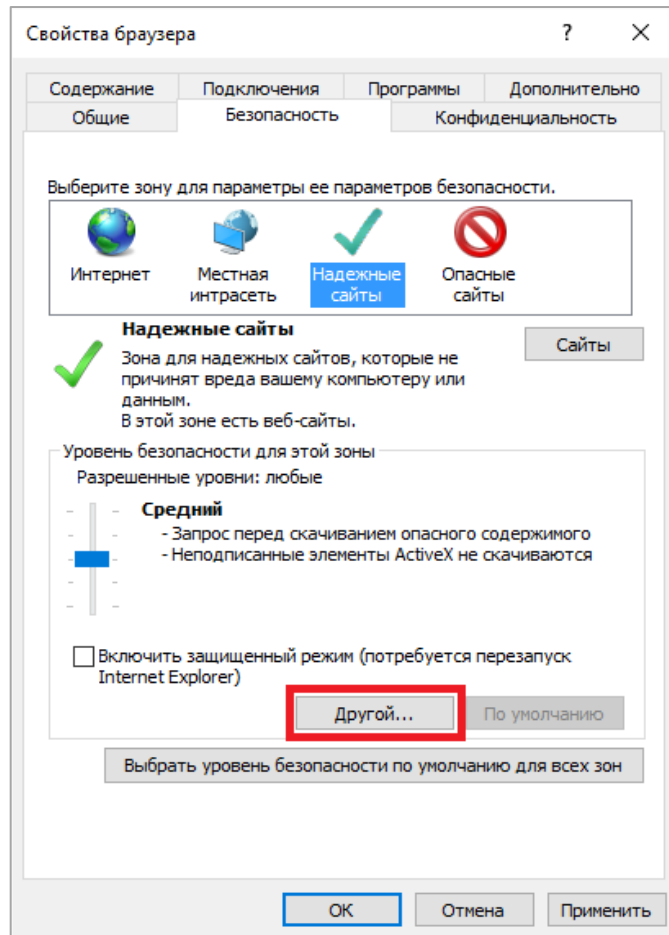 Свойства браузера ?
Содержание Подключения Программы Дополнительно
Общие Безопасность Конфиденциальность
Выберите зону для параметры ее параметров безопасности.
Интернет Местная интрасеть Надежные сайты Опасные сайты
Надежные сайты
Сайты
Зона для надежных сайтов, которые не
причинят вреда вашему компьютеру или
данным.
В этой зоне есть веб-сайты.
Уровень безопасности для этой зоны
Разрешенные уровни: любые
Средний
- Запрос перед скачиванием опасного содержимого
- Неподписанные элементы ActiveX не скачиваются
Включить защищенный режим (потребуется перезапуск
Internet Explorer)
Другой... По умолчанию
Выбрать уровень безопасности по умолчанию для всех зон
ОК Отмена Применить